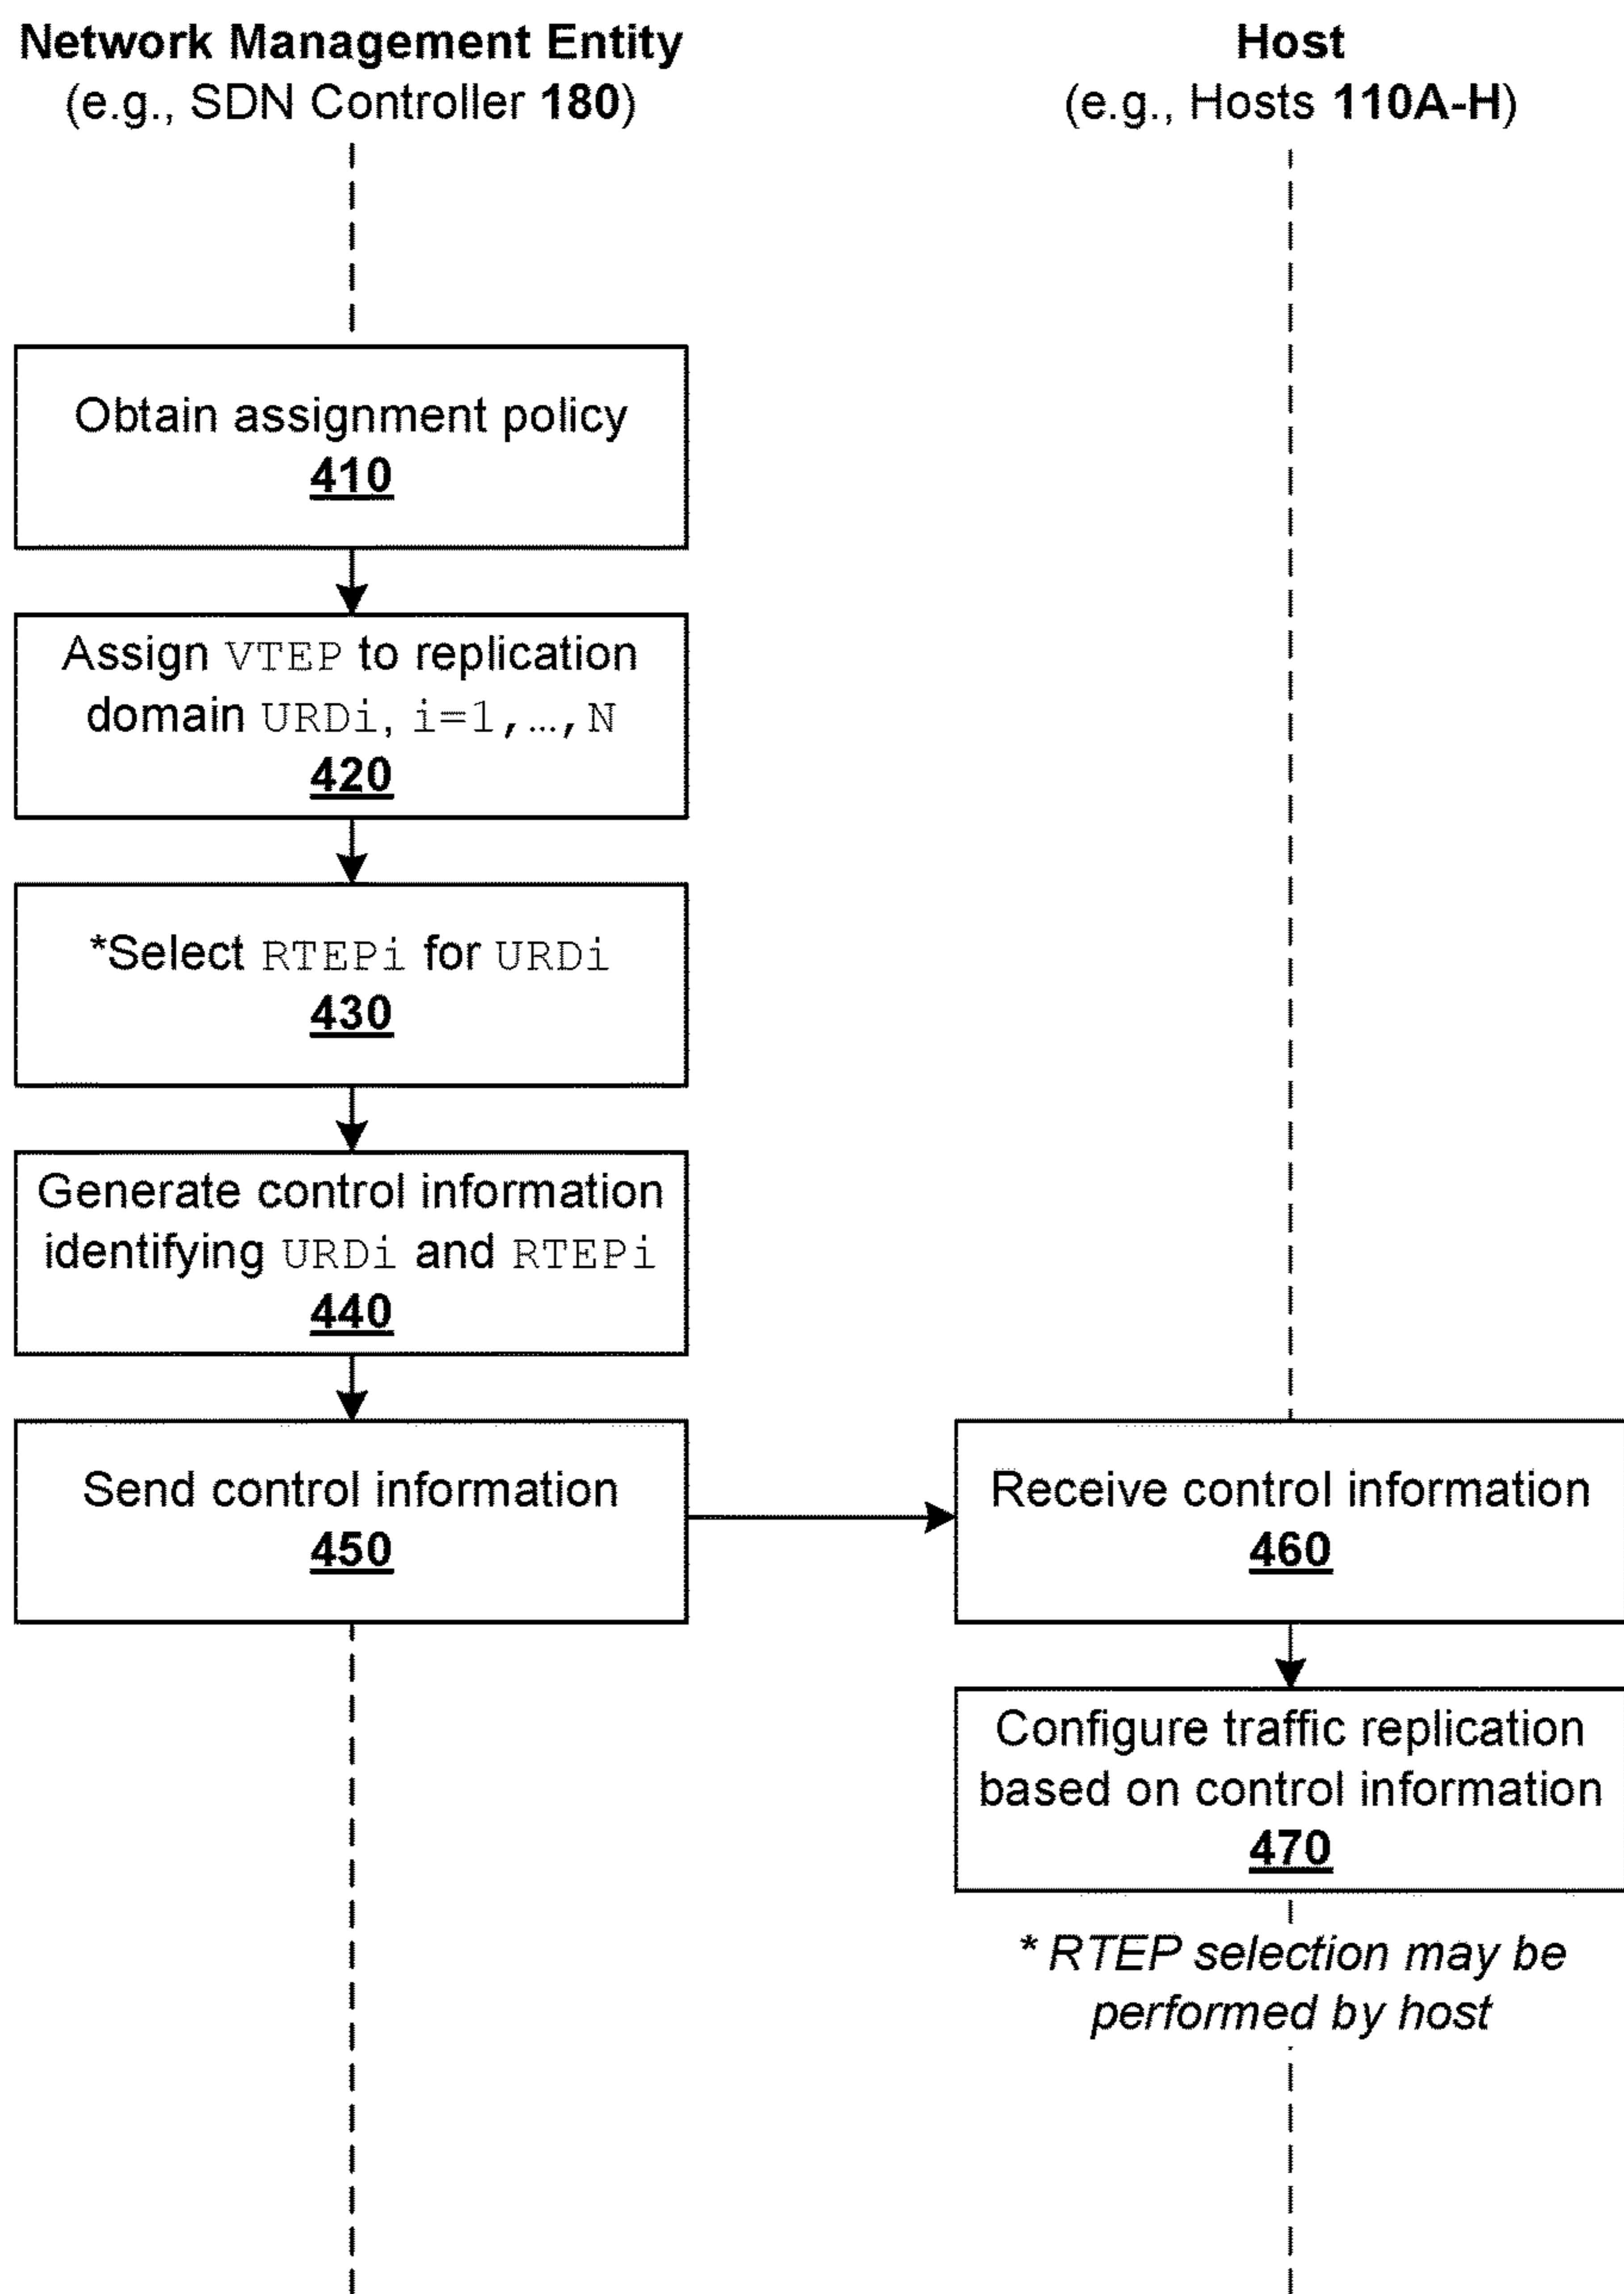 Network Management Entity
(e.g., SDN Controller 180)
Host
(e.g., Hosts 110A-H)
Obtain assignment policy
410
Assign VTEP to replication
domain URDi, i=1,…,N
420
*Select RTEPi for URDi
430
Generate control information
identifying URDi and RTEPi
440
Send control information
450
Receive control information
460
Configure traffic replication
based on control information
470
* RTEP selection may be
performed by host